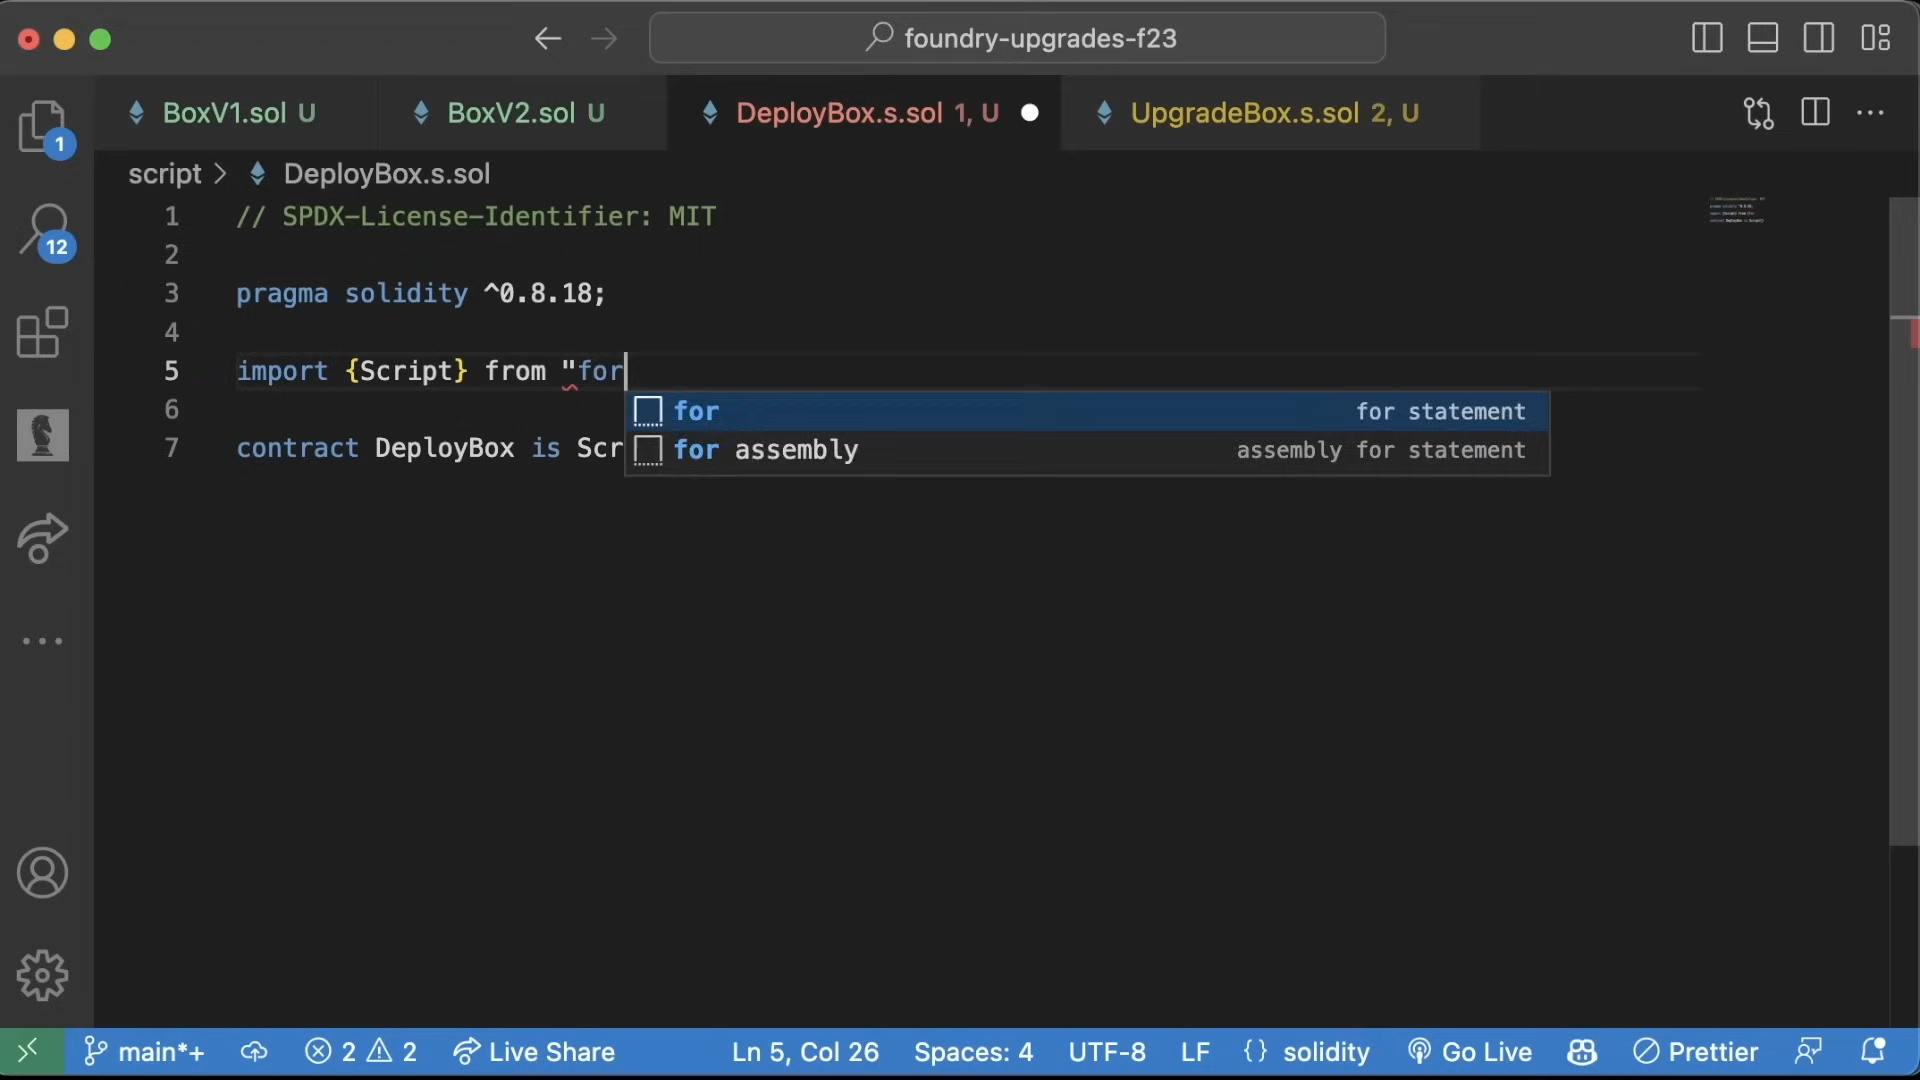 foundry-upgrades-f23
BoxV1.sol U
BoxV2.sol U
DeployBox.s.sol 1, U
UpgradeBox.s.sol 2, U
1
12
script > DeployBox.s.sol
1 // SPDX-License-Identifier: MIT
2
3 pragma solidity ^0.8.18;
4
5 import {Script} from "for
6
7 contract DeployBox is Scr
for for statement
for assembly assembly for statement
main*+ 2 2 Live Share Ln 5, Col 26 Spaces: 4 UTF-8 LF {} solidity Go Live Prettier